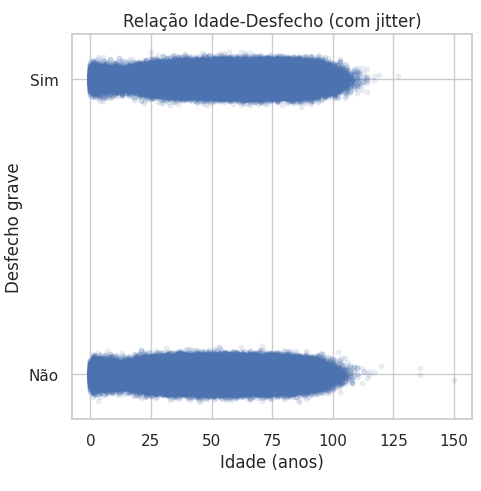 Relação Idade-Desfecho (com jitter)
Sim
Desfecho grave
Não
0 25 50 75 100 125 150
Idade (anos)